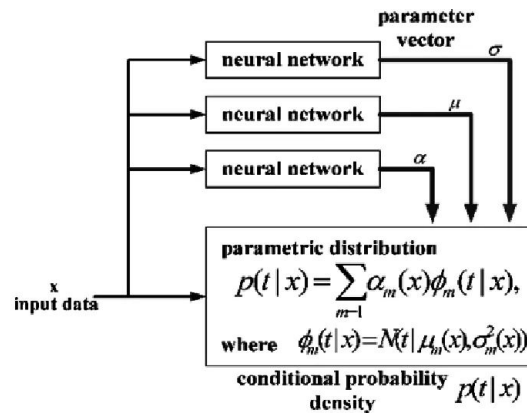 parameter
vector
neural network
σ
neural network
μ
neural network
α
x
input data
parametric distribution
p(t|x)=∑αₘ(x)ϕₘ(t|x),
m-1
where ϕₘ(t|x)=N(t|μₘ(x),σ²ₘ(x))
conditional probability
density p(t|x)